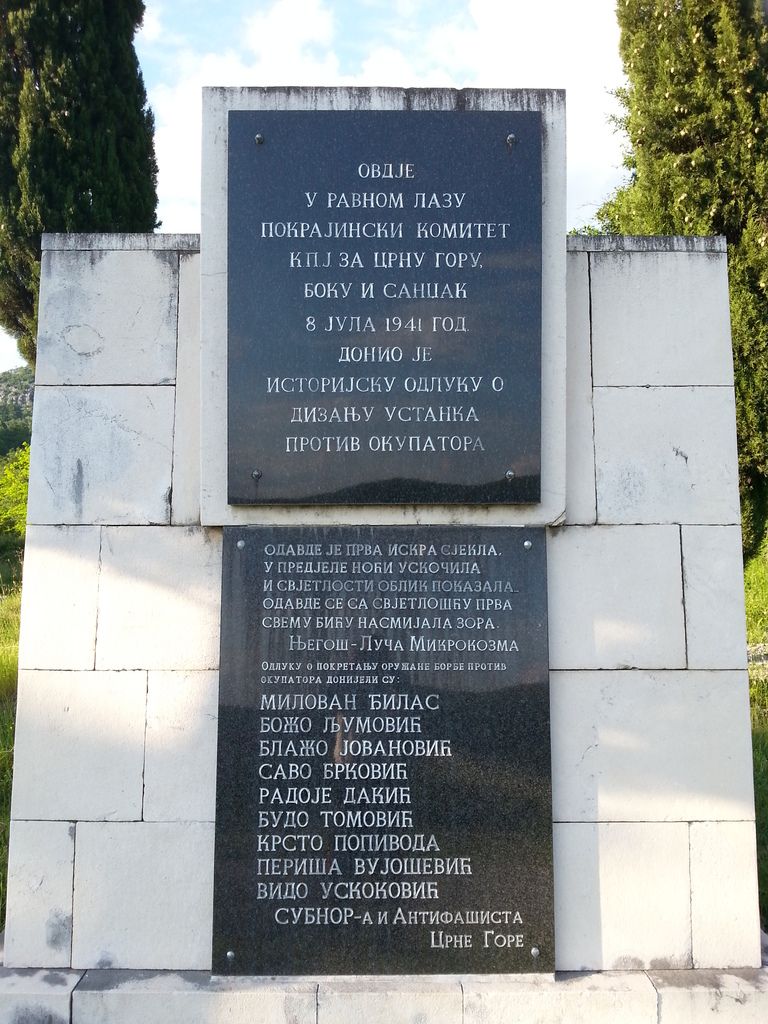 ОВДЈЕ
У РАВНОМ ЛАЗУ
ПОКРАЈИНСКИ КОМИТЕТ
КПЈ ЗА ЦРНУ ГОРУ,
БОКУ И САНЏАК
8 ЈУЛА 1941 ГОД.
ДОНИО ЈЕ
ИСТОРИЈСКУ ОДЛУКУ О
ДИЗАЊУ УСТАНКА
ПРОТИВ ОКУПАТОРА
ОДАВДЕ ЈЕ ПРВА ИСКРА СЈЕКЛА,
У ПРЕДЈЕЛЕ НОЋИ УСКОЧИЛА
И СВЈЕТЛОСТИ ОБЛИК ПОКАЗАЛА
ОДАВДЕ СЕ СА СВЈЕТЛОШЋУ ПРВА
СВЕМУ БИЋУ НАСМИЈАЛА ЗОРА.
ЊЕГОШ-ЛУЧА МИКРОКОЗМА
ОДЛУКУ О ПОКРЕТАЊУ ОРУЖАНЕ БОРБЕ ПРОТИВ
ОКУПАТОРА ДОНИЈЕЛИ СУ:
МИЛОВАН ЂИЛАС
БОЖО ЉУМОВИЋ
БЛАЖО ЈОВАНОВИЋ
САВО БРКОВИЋ
РАДОЈЕ ДАКИЋ
БУДО ТОМОВИЋ
КРСТО ПОПИВОДА
ПЕРИША ВУЈОШЕВИЋ
ВИДО УСКОКОВИЋ
СУБНОР-А И АНТИФАШИСТА
ЦРНЕ ГОРЕ